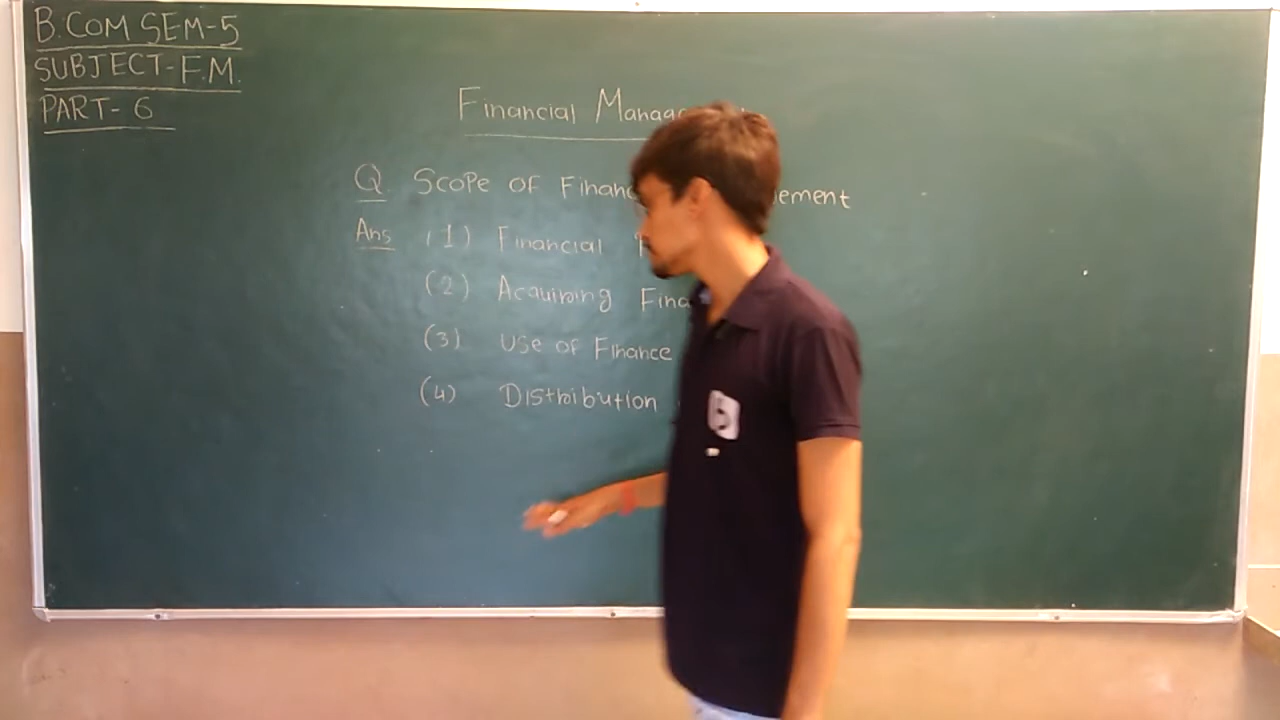 B.COM SEM-5
SUBJECT-F.M.
PART- 6
Financial
Q. Scope of ement
Ans (1) Financial
(2) Acquiring
(3) Use of Finance
(4) Distribution
b